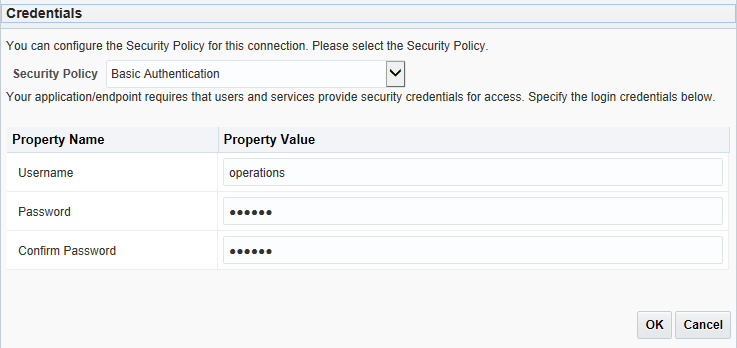 Credentials
You can configure the Security Policy for this connection. Please select the Security Policy.
Security Policy Basic Authentication
Your application/endpoint requires that users and services provide security credentials for access. Specify the login credentials below.
Property Name Property Value
Username operations
Password ●●●●●●
Confirm Password ●●●●●●
OK Cancel